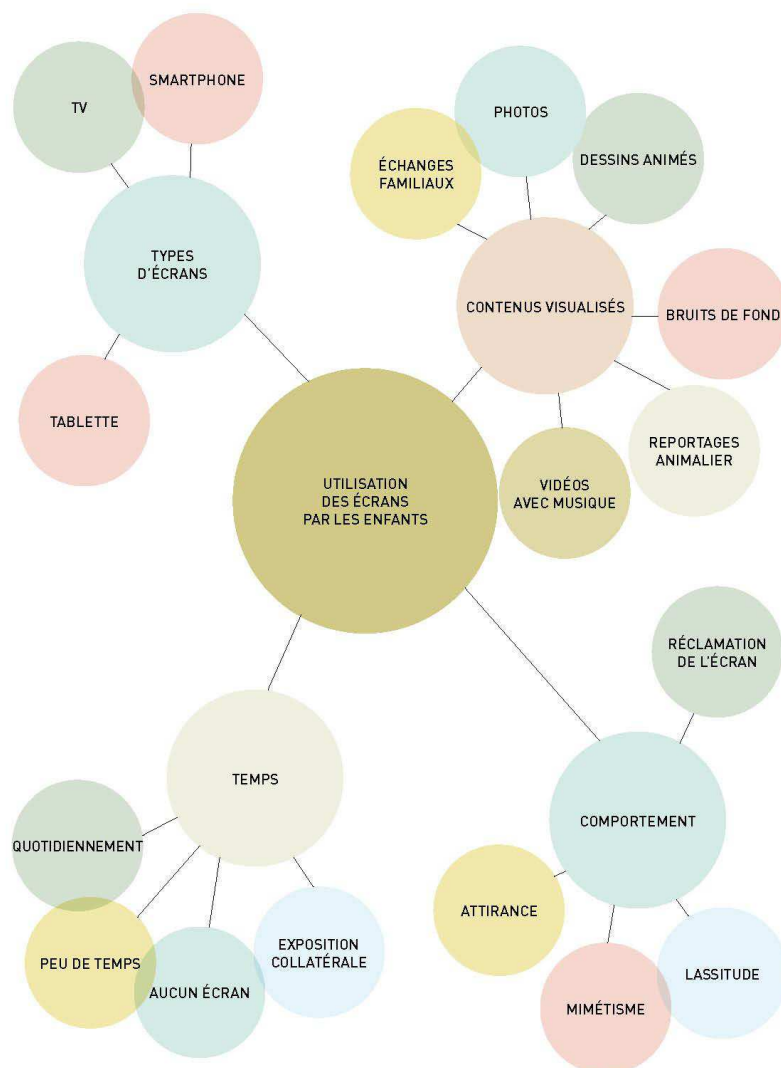 SMARTPHONE
TV
TYPES
D'ÉCRANS
TABLETTE
PHOTOS
ÉCHANGES
FAMILIAUX
DESSINS ANIMÉS
CONTENUS VISUALISÉS
BRUITS DE FOND
REPORTAGES
ANIMALIER
VIDÉOS
AVEC MUSIQUE
UTILISATION
DES ÉCRANS
PAR LES ENFANTS
RÉCLAMATION
DE L'ÉCRAN
COMPORTEMENT
ATTIRANCE
MIMÉTISME
LASSITUDE
TEMPS
QUOTIDIENNEMENT
PEU DE TEMPS
AUCUN ÉCRAN
EXPOSITION
COLLATÉRALE